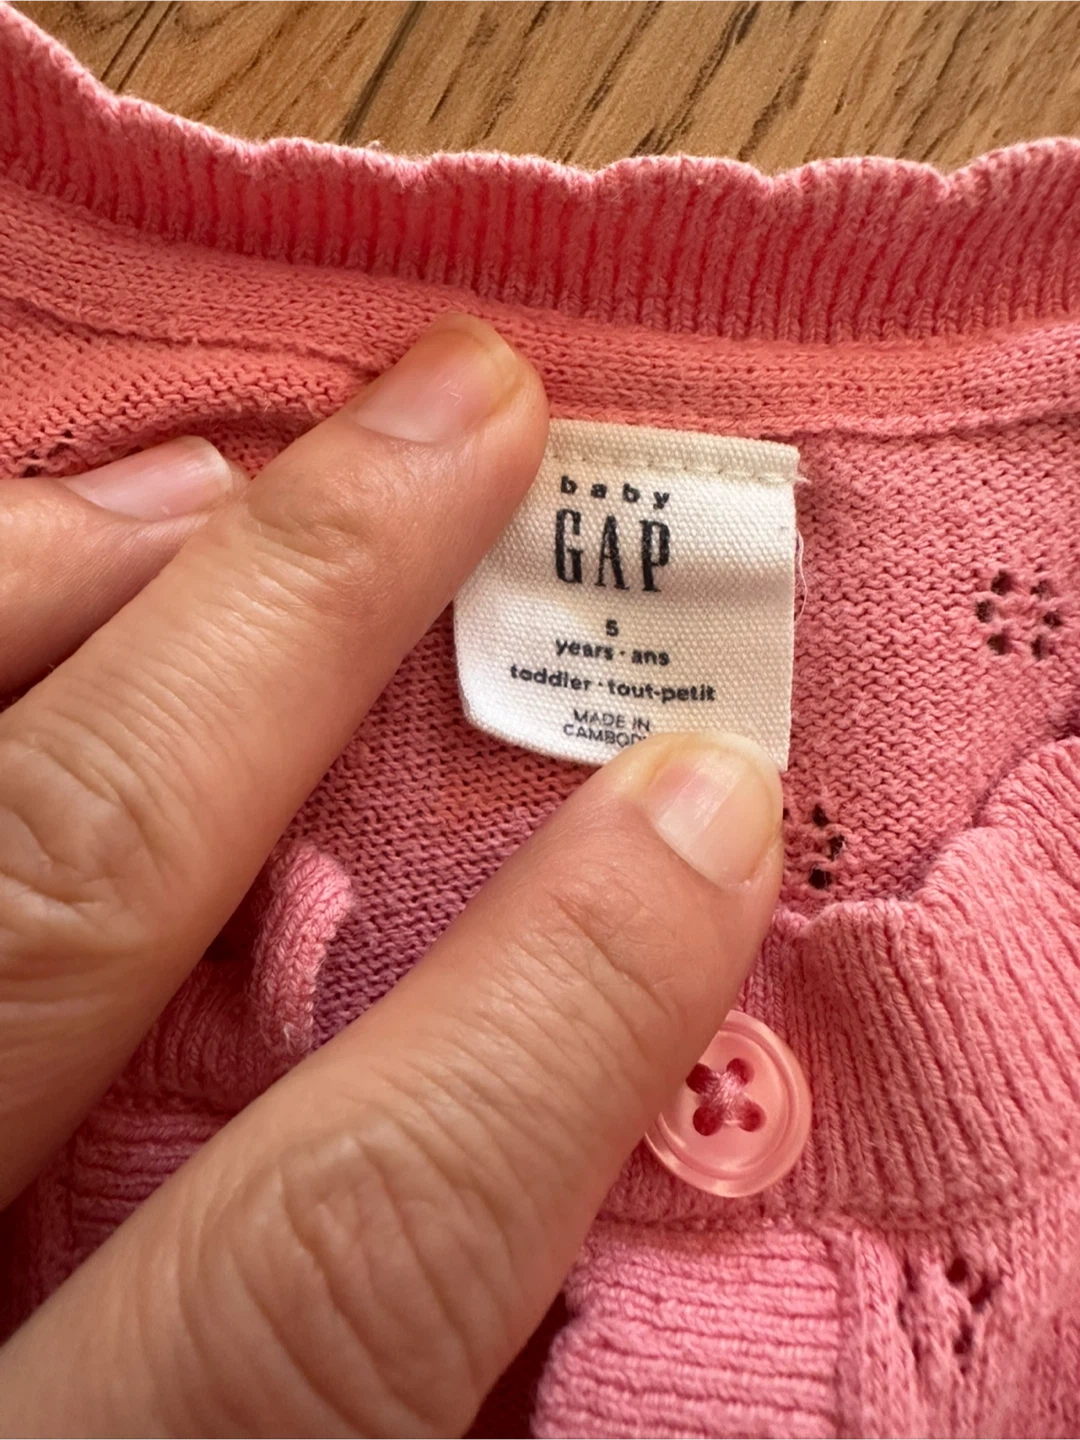 baby
GAP
5
years · ans
toddler · tout-petit
MADE IN